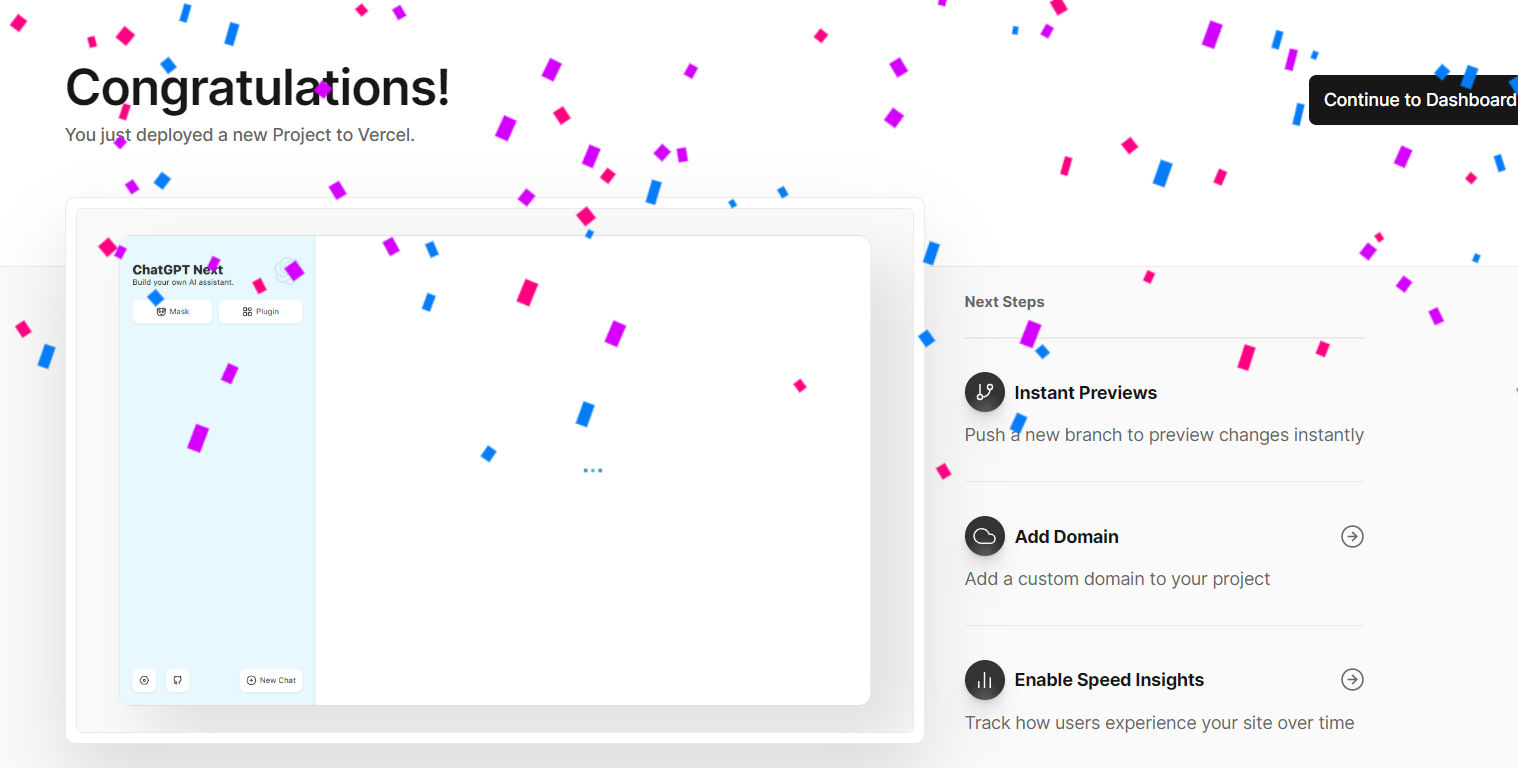 Congratulations!
You just deployed a new Project to Vercel.
Continue to Dashboard
ChatGPT Next
Build your own AI assistant.
Mask
Plugin
New Chat
Next Steps
Instant Previews
Push a new branch to preview changes instantly
Add Domain
Add a custom domain to your project
Enable Speed Insights
Track how users experience your site over time